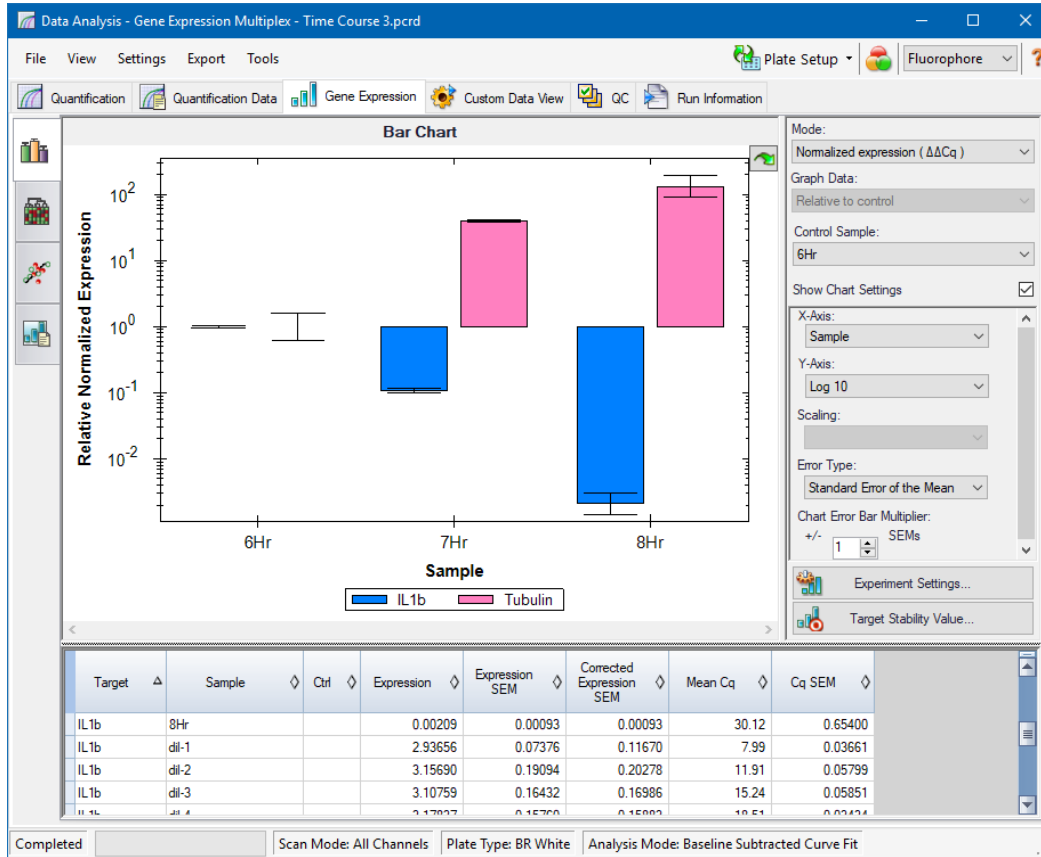 Data Analysis - Gene Expression Multiplex - Time Course 3.pcrd
File View Settings Export Tools Plate Setup Fluorophore ?
Quantification Quantification Data Gene Expression Custom Data View QC Run Information
Bar Chart
Relative Normalized Expression
10^2
10^1
10^0
10^-1
10^-2
6Hr 7Hr 8Hr
Sample
IL1b Tubulin
Mode:
Normalized expression ( ΔΔCq )
Graph Data:
Relative to control
Control Sample:
6Hr
Show Chart Settings
X-Axis:
Sample
Y-Axis:
Log 10
Scaling:
Error Type:
Standard Error of the Mean
Chart Error Bar Multiplier:
+/- 1 SEMs
Experiment Settings...
Target Stability Value...
Target Sample Ctrl Expression Expression SEM Corrected Expression SEM Mean Cq Cq SEM
IL1b 8Hr 0.00209 0.00093 0.00093 30.12 0.65400
IL1b dil-1 2.93656 0.07376 0.11670 7.99 0.03661
IL1b dil-2 3.15690 0.19094 0.20278 11.91 0.05799
IL1b dil-3 3.10759 0.16432 0.16986 15.24 0.05851
Completed Scan Mode: All Channels Plate Type: BR White Analysis Mode: Baseline Subtracted Curve Fit